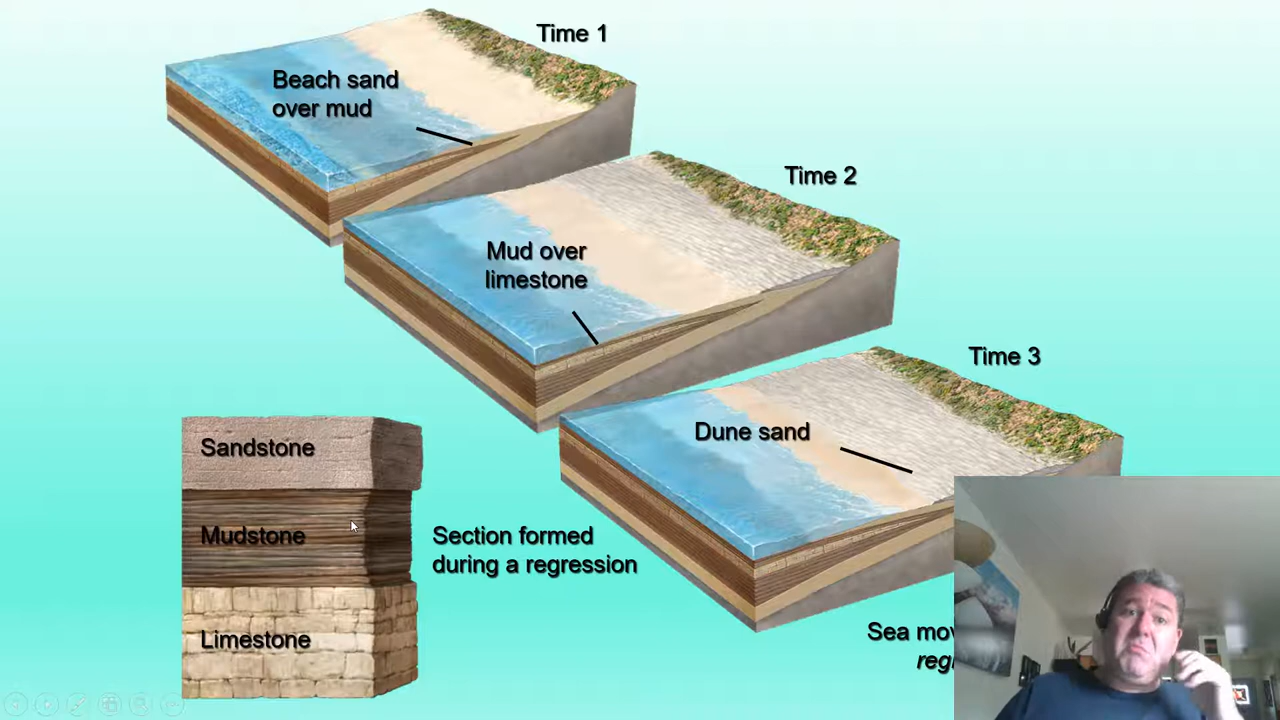 Time 1
Beach sand
over mud
Time 2
Mud over
limestone
Time 3
Dune sand
Sandstone
Mudstone
Limestone
Section formed
during a regression
Sea